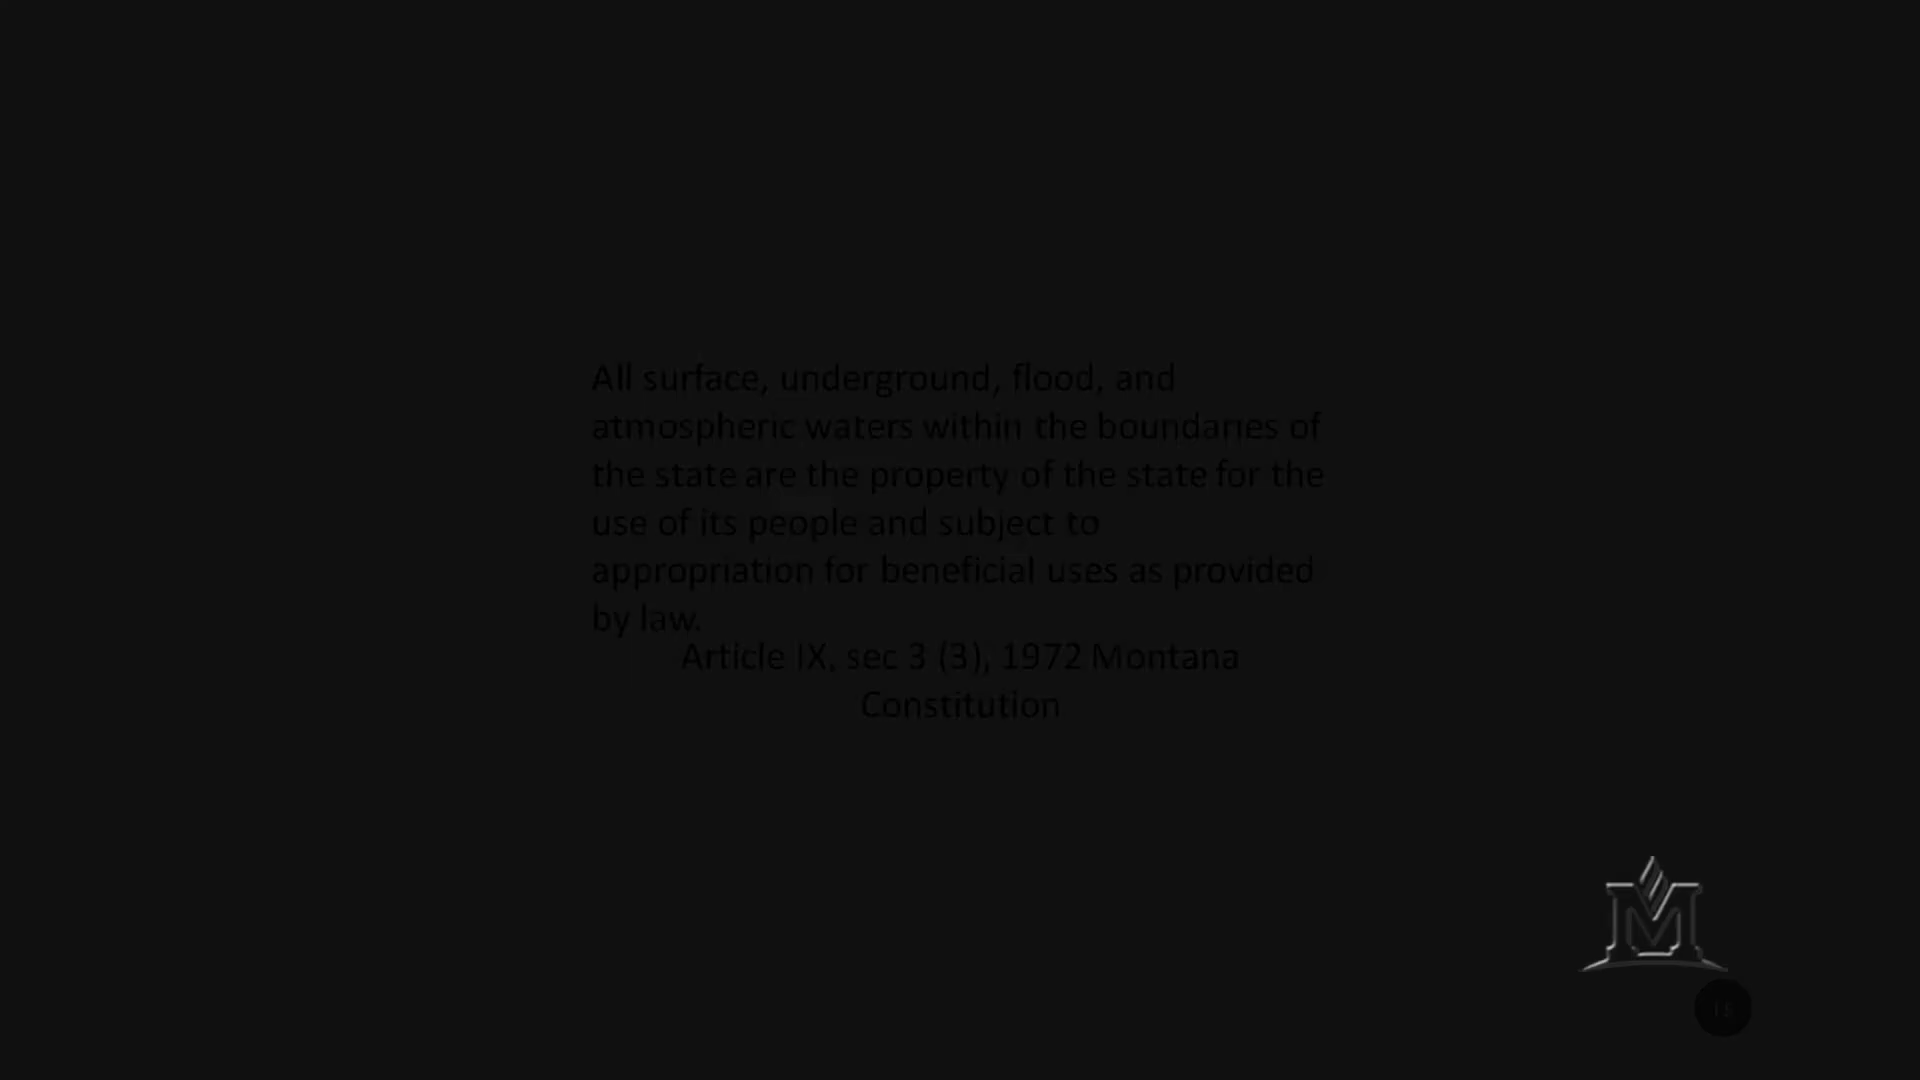 All surface, underground, flood, and
atmospheric waters within the boundaries of
the state are the property of the state for the
use of its people and subject to
appropriation for beneficial uses as provided
by law.
Article IX, sec 3 (3), 1972 Montana
Constitution
M